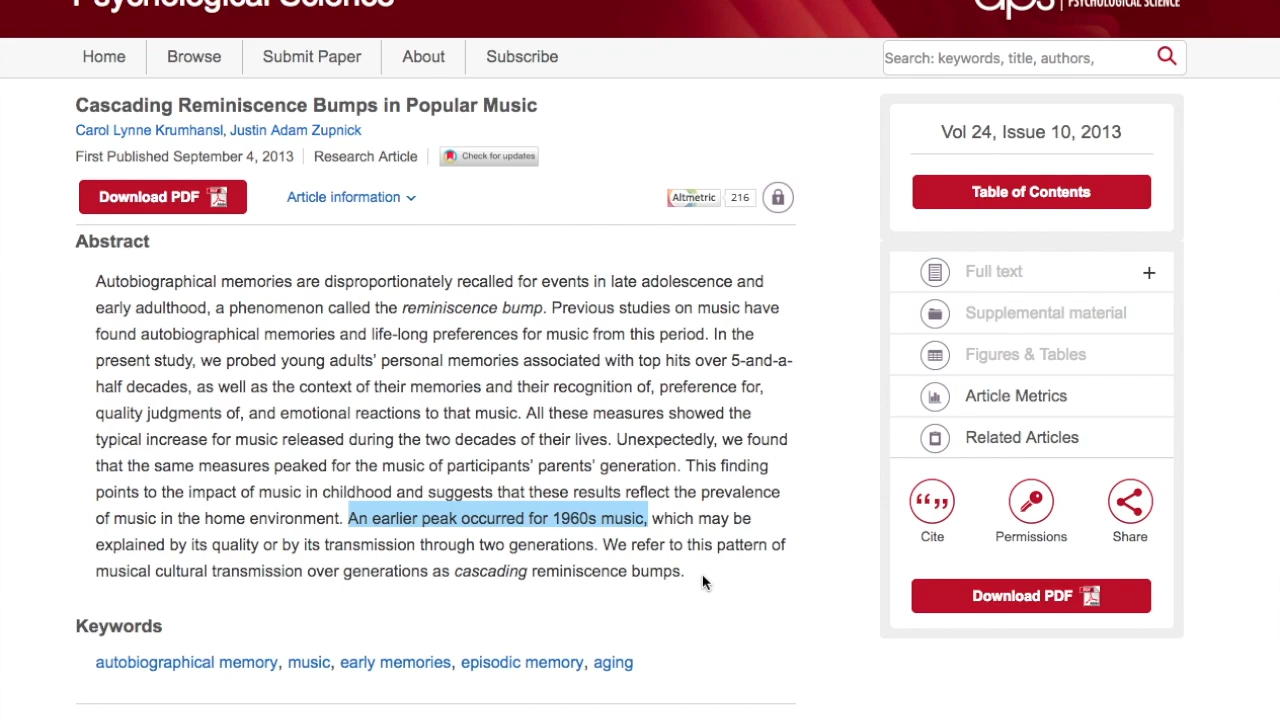 Psychological Science
aps | PSYCHOLOGICAL SCIENCE
Home Browse Submit Paper About Subscribe
Search: keywords, title, authors,
Cascading Reminiscence Bumps in Popular Music
Carol Lynne Krumhansl, Justin Adam Zupnick
First Published September 4, 2013 Research Article Check for updates
Download PDF Article information
Altmetric 216
Abstract
Autobiographical memories are disproportionately recalled for events in late adolescence and
early adulthood, a phenomenon called the reminiscence bump. Previous studies on music have
found autobiographical memories and life-long preferences for music from this period. In the
present study, we probed young adults’ personal memories associated with top hits over 5-and-a-
half decades, as well as the context of their memories and their recognition of, preference for,
quality judgments of, and emotional reactions to that music. All these measures showed the
typical increase for music released during the two decades of their lives. Unexpectedly, we found
that the same measures peaked for the music of participants’ parents’ generation. This finding
points to the impact of music in childhood and suggests that these results reflect the prevalence
of music in the home environment. An earlier peak occurred for 1960s music, which may be
explained by its quality or by its transmission through two generations. We refer to this pattern of
musical cultural transmission over generations as cascading reminiscence bumps.
Keywords
autobiographical memory, music, early memories, episodic memory, aging
Vol 24, Issue 10, 2013
Table of Contents
Full text +
Supplemental material
Figures & Tables
Article Metrics
Related Articles
Cite Permissions Share
Download PDF